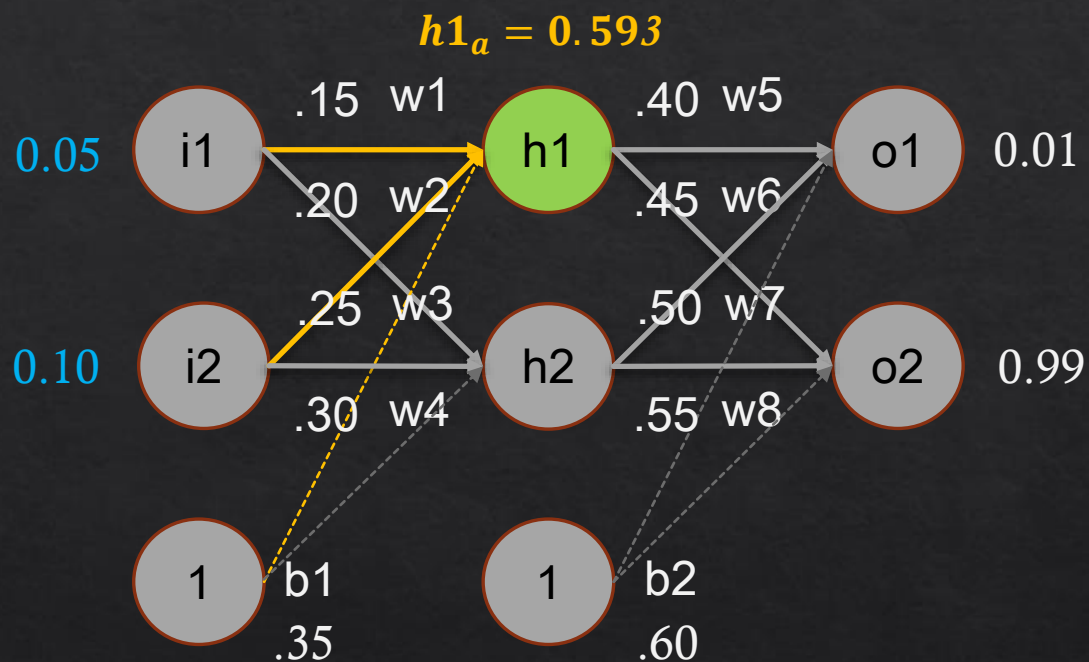 h1ₐ = 0.593
.15 w1 .40 w5
0.05 i1 h1 o1 0.01
.20 w2 .45 w6
.25 w3 .50 w7
0.10 i2 h2 o2 0.99
.30 w4 .55 w8
1 b1 1 b2
.35 .60